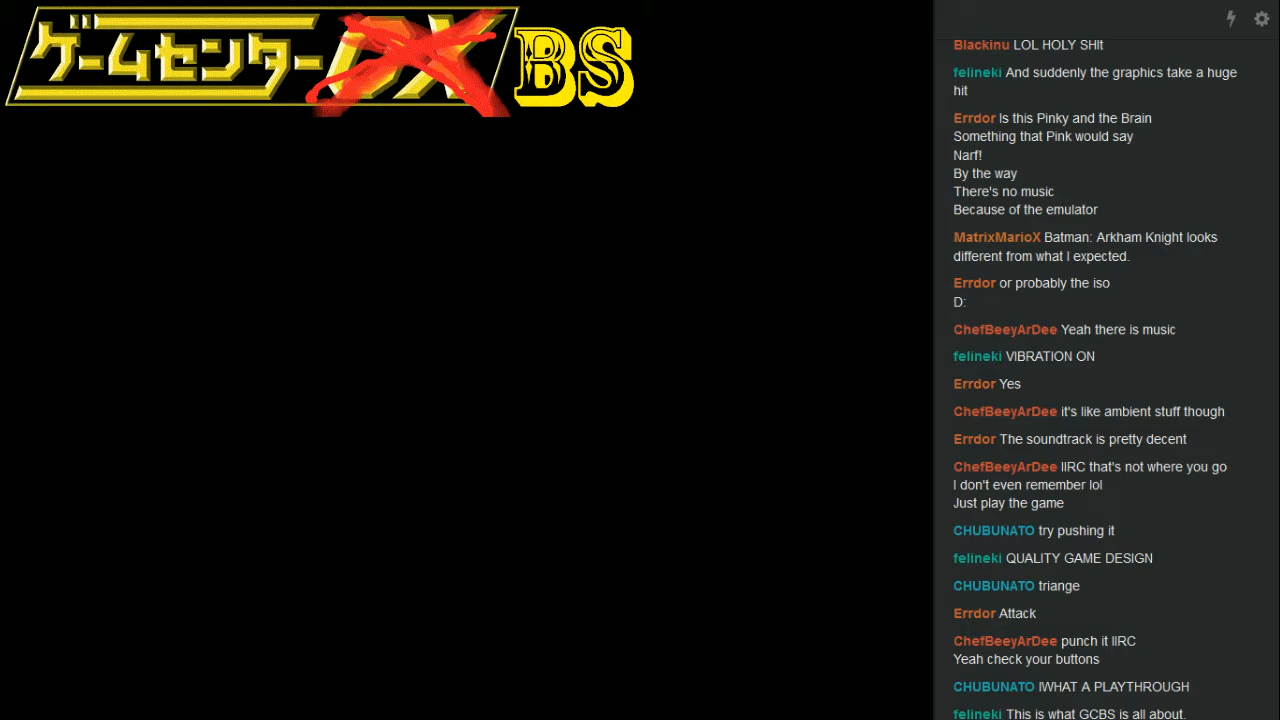 ゲームセンターDX BS
Blackinu LOL HOLY SHIt
felineki And suddenly the graphics take a huge
hit
Errdor Is this Pinky and the Brain
Something that Pink would say
Narf!
By the way
There's no music
Because of the emulator
MatrixMarioX Batman: Arkham Knight looks
different from what I expected.
Errdor or probably the iso
D:
ChefBeeyArDee Yeah there is music
felineki VIBRATION ON
Errdor Yes
ChefBeeyArDee it's like ambient stuff though
Errdor The soundtrack is pretty decent
ChefBeeyArDee IIRC that's not where you go
I don't even remember lol
Just play the game
CHUBUNATO try pushing it
felineki QUALITY GAME DESIGN
CHUBUNATO triange
Errdor Attack
ChefBeeyArDee punch it IIRC
Yeah check your buttons
CHUBUNATO IWHAT A PLAYTHROUGH
felineki This is what GCBS is all about.